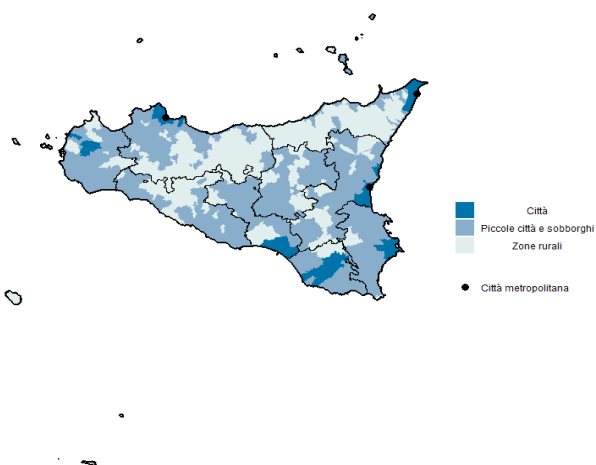 Città
Piccole città e sobborghi
Zone rurali
Città metropolitana